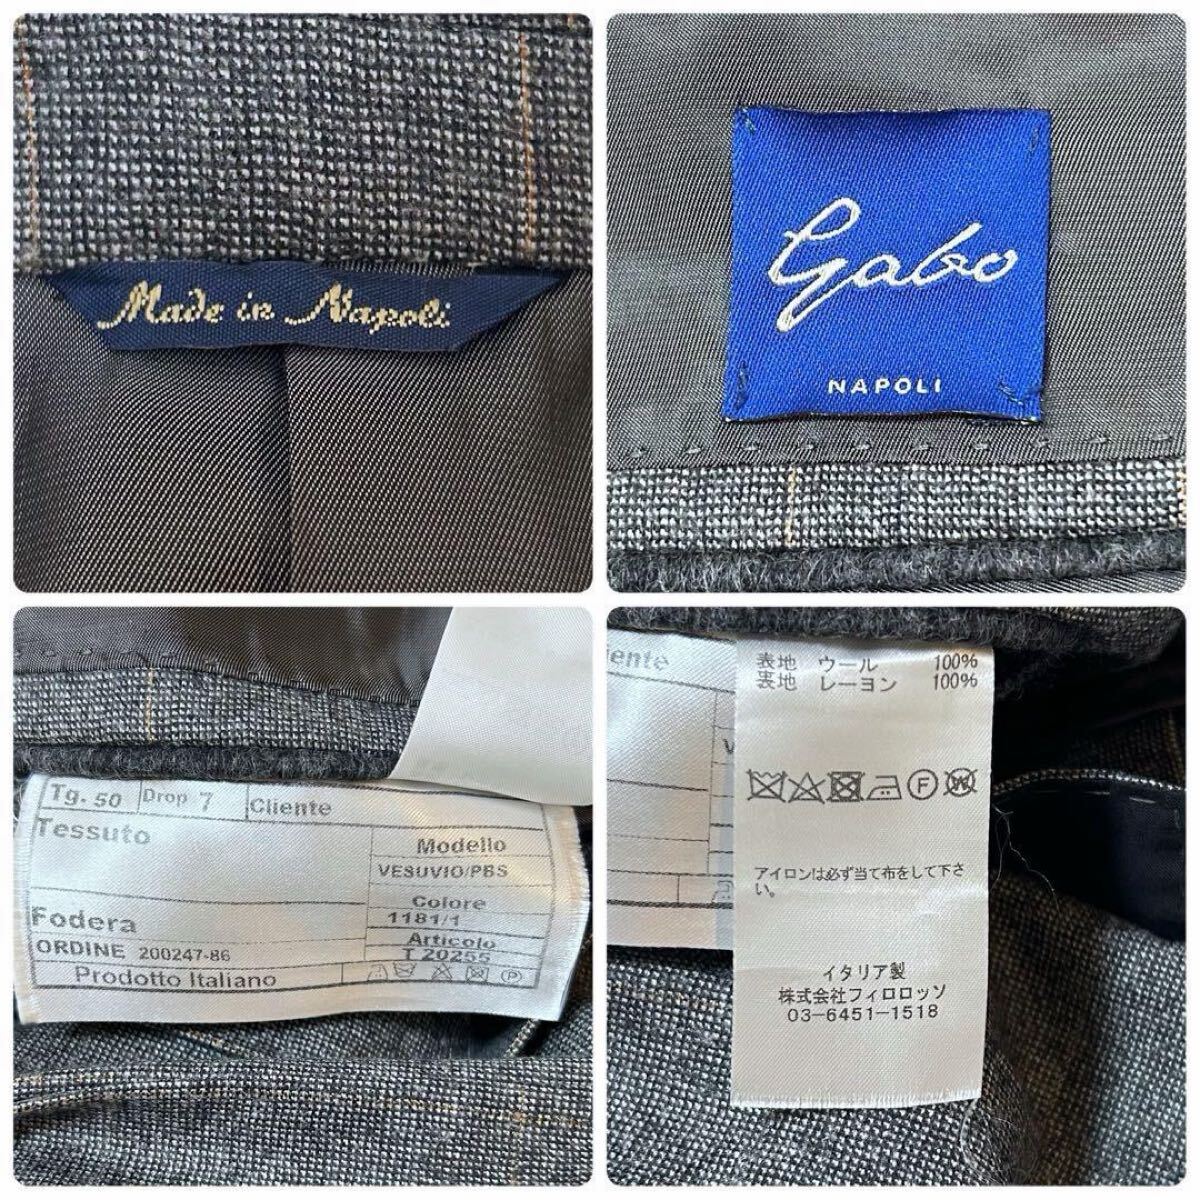 Made in Napoli
Gabo
NAPOLI
Tg. 50 Drop 7 Cliente
Tessuto
Modello
VESUVIO/PBS
Colore
1181/1
Fodera
Articolo
T 20255
ORDINE 200247-86
Prodotto Italiano
iente
表地 ウール 100%
裏地 レーヨン 100%
アイロンは必ず当て布をして下さ
い。
イタリア製
株式会社フィロロッソ
03-6451-1518